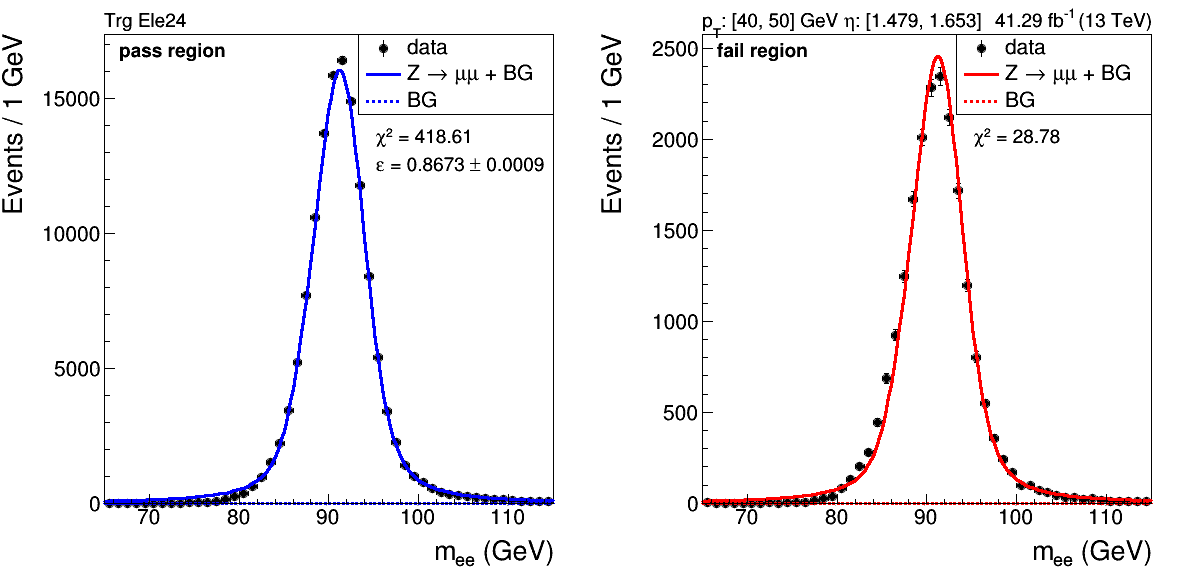 Trg Ele24
pass region
data
Z → μμ + BG
BG
χ² = 418.61
ε = 0.8673 ± 0.0009
Events / 1 GeV
15000
10000
5000
0
70 80 90 100 110
m_ee (GeV)
p_T: [40, 50] GeV η: [1.479, 1.653] 41.29 fb⁻¹ (13 TeV)
fail region
data
Z → μμ + BG
BG
χ² = 28.78
Events / 1 GeV
2500
2000
1500
1000
500
0
70 80 90 100 110
m_ee (GeV)